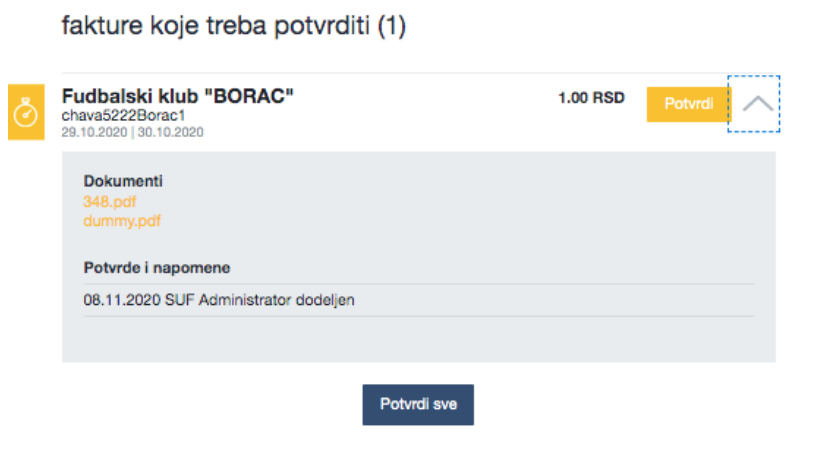 fakture koje treba potvrditi (1)
Fudbalski klub "BORAC"
1.00 RSD
Potvrdi
chava5222Borac1
29.10.2020 | 30.10.2020
Dokumenti
348.pdf
dummy.pdf
Potvrde i napomene
08.11.2020 SUF Administrator dodeljen
Potvrdi sve